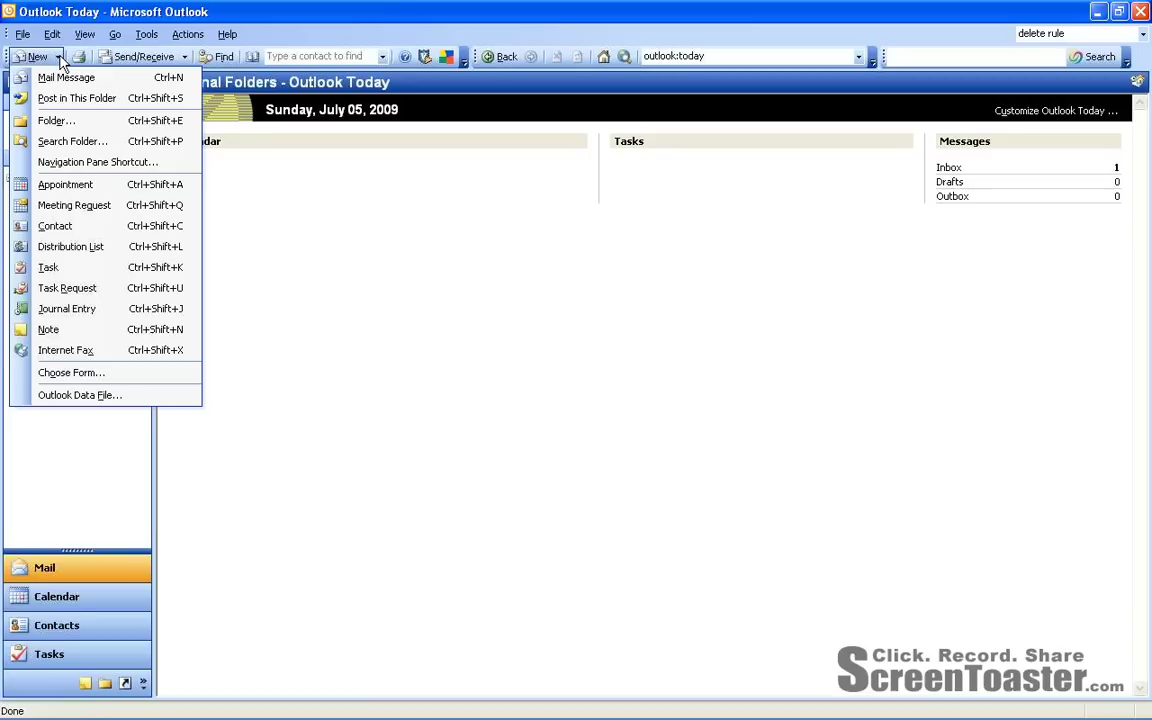 Outlook Today - Microsoft Outlook
File Edit View Go Tools Actions Help delete rule
New Send/Receive Find Type a contact to find Back outlook:today Search
nal Folders - Outlook Today
Mail Message Ctrl+N
Post in This Folder Ctrl+Shift+S
Folder... Ctrl+Shift+E
Search Folder... Ctrl+Shift+P
Navigation Pane Shortcut...
Appointment Ctrl+Shift+A
Meeting Request Ctrl+Shift+Q
Contact Ctrl+Shift+C
Distribution List Ctrl+Shift+L
Task Ctrl+Shift+K
Task Request Ctrl+Shift+U
Journal Entry Ctrl+Shift+J
Note Ctrl+Shift+N
Internet Fax Ctrl+Shift+X
Choose Form...
Outlook Data File...
Sunday, July 05, 2009
Customize Outlook Today ...
dar
Tasks
Messages
Inbox 1
Drafts 0
Outbox 0
Mail
Calendar
Contacts
Tasks
Click. Record. Share
ScreenToaster.com
Done